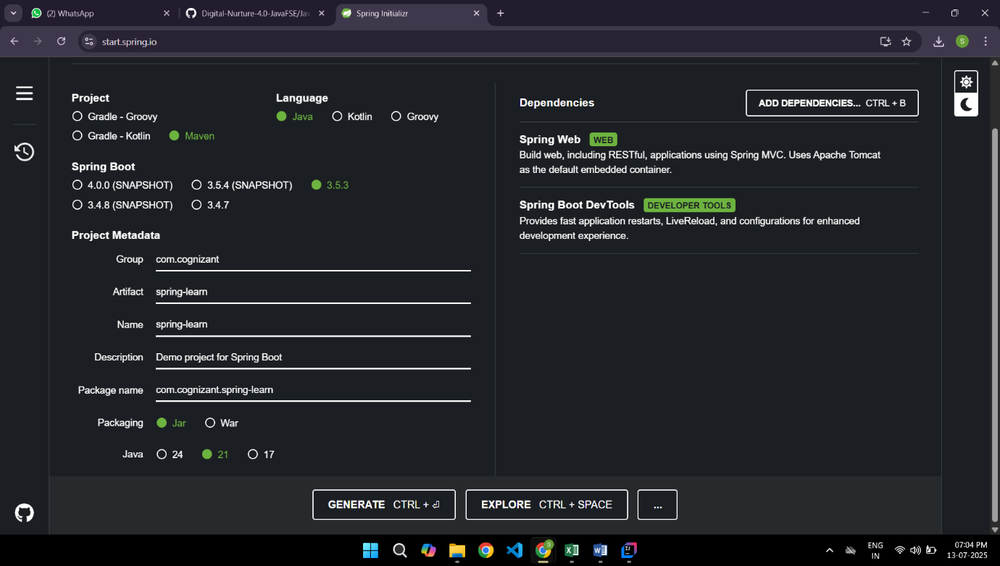 (2) WhatsApp
Digital-Nurture-4.0-JavaFSE/Jav
Spring Initializr
start.spring.io
S
Project
Gradle - Groovy
Gradle - Kotlin
Maven
Language
Java
Kotlin
Groovy
Spring Boot
4.0.0 (SNAPSHOT)
3.5.4 (SNAPSHOT)
3.5.3
3.4.8 (SNAPSHOT)
3.4.7
Project Metadata
Group com.cognizant
Artifact spring-learn
Name spring-learn
Description Demo project for Spring Boot
Package name com.cognizant.spring-learn
Packaging Jar War
Java 24 21 17
Dependencies
ADD DEPENDENCIES... CTRL + B
Spring Web WEB
Build web, including RESTful, applications using Spring MVC. Uses Apache Tomcat
as the default embedded container.
Spring Boot DevTools DEVELOPER TOOLS
Provides fast application restarts, LiveReload, and configurations for enhanced
development experience.
GENERATE CTRL + ⏎
EXPLORE CTRL + SPACE
...
ENG
IN
07:04 PM
13-07-2025